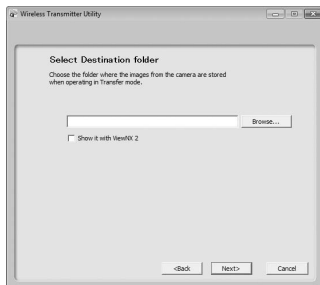 Wireless Transmitter Utility
Select Destination folder
Choose the folder where the images from the camera are stored
when operating in Transfer mode.
Browse...
Show it with ViewNX 2
<Back
Next>
Cancel